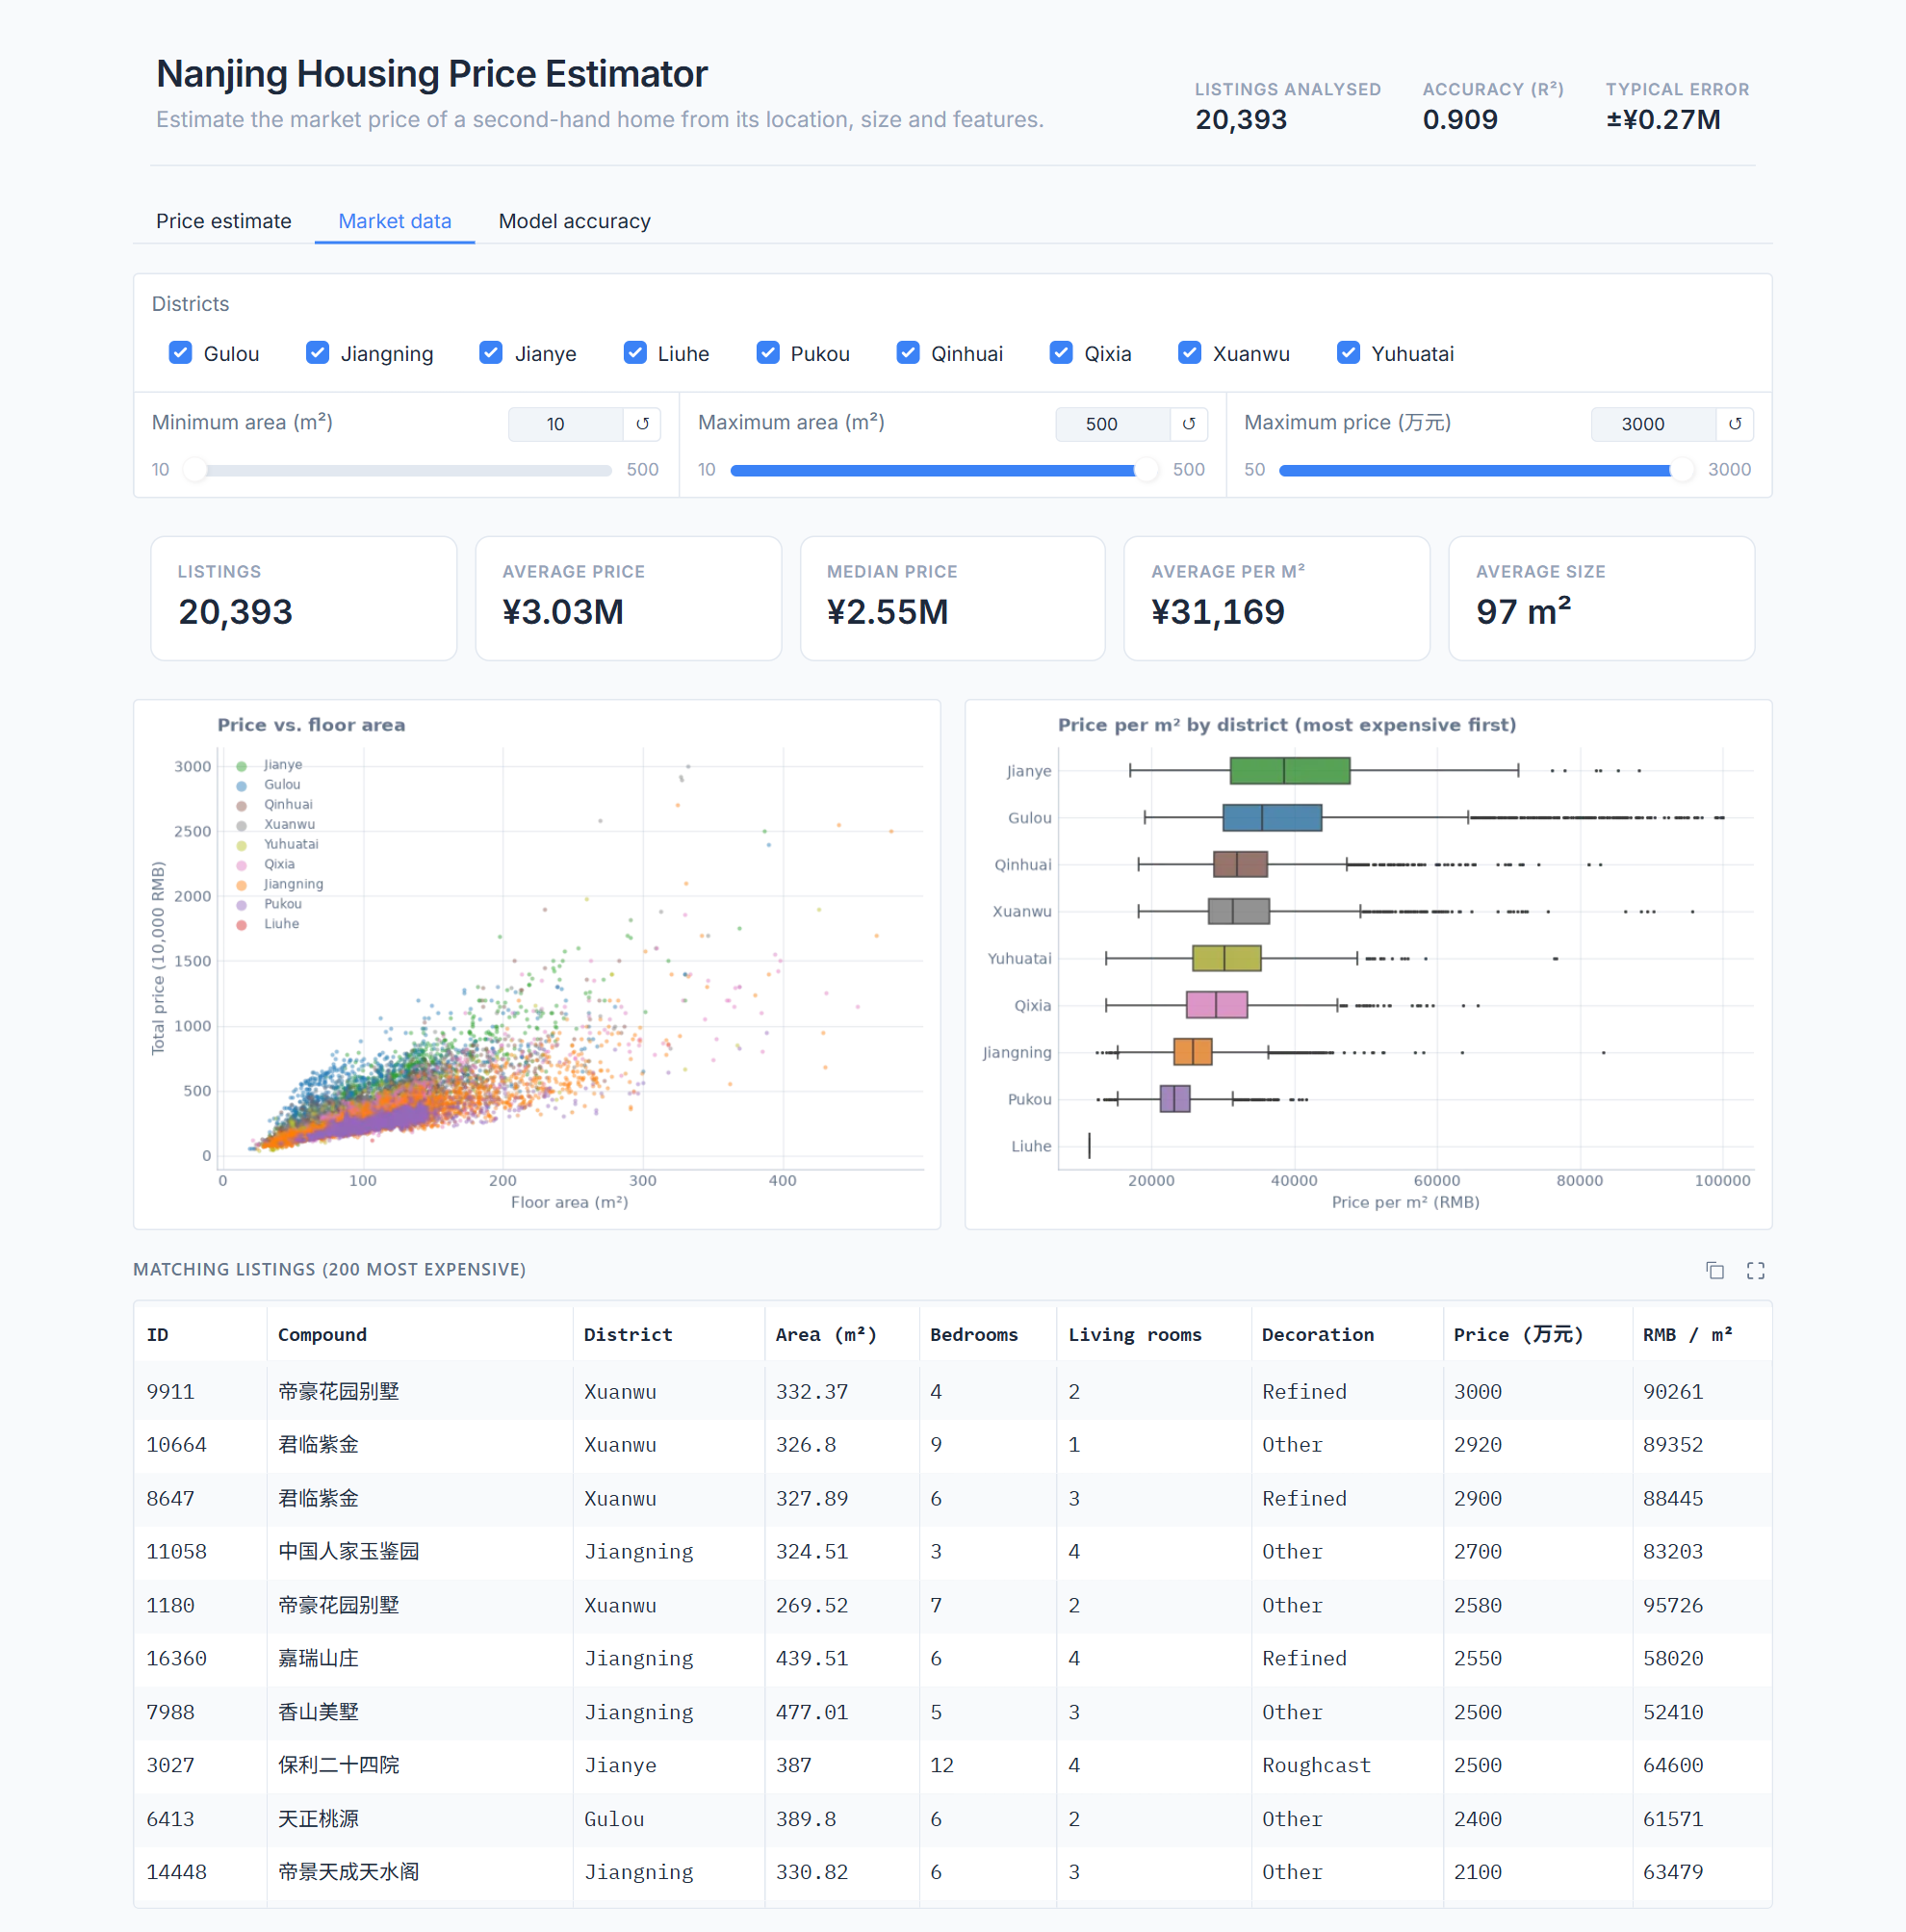 Nanjing Housing Price Estimator
Estimate the market price of a second-hand home from its location, size and features.
LISTINGS ANALYSED ACCURACY (R²) TYPICAL ERROR
20,393 0.909 ±¥0.27M
Price estimate Market data Model accuracy
Districts
Gulou Jiangning Jianye Liuhe Pukou Qinhuai Qixia Xuanwu Yuhuatai
Minimum area (m²) 10 ↺ Maximum area (m²) 500 ↺ Maximum price (万元) 3000 ↺
10 500 10 500 50 3000
LISTINGS AVERAGE PRICE MEDIAN PRICE AVERAGE PER M² AVERAGE SIZE
20,393 ¥3.03M ¥2.55M ¥31,169 97 m²
Price vs. floor area
Total price (10,000 RMB)
3000
2500
2000
1500
1000
500
0
Jianye
Gulou
Qinhuai
Xuanwu
Yuhuatai
Qixia
Jiangning
Pukou
Liuhe
0 100 200 300 400
Floor area (m²)
Price per m² by district (most expensive first)
Jianye
Gulou
Qinhuai
Xuanwu
Yuhuatai
Qixia
Jiangning
Pukou
Liuhe
20000 40000 60000 80000 100000
Price per m² (RMB)
MATCHING LISTINGS (200 MOST EXPENSIVE)
ID Compound District Area (m²) Bedrooms Living rooms Decoration Price (万元) RMB / m²
9911 帝豪花园别墅 Xuanwu 332.37 4 2 Refined 3000 90261
10664 君临紫金 Xuanwu 326.8 9 1 Other 2920 89352
8647 君临紫金 Xuanwu 327.89 6 3 Refined 2900 88445
11058 中国人家玉鉴园 Jiangning 324.51 3 4 Other 2700 83203
1180 帝豪花园别墅 Xuanwu 269.52 7 2 Other 2580 95726
16360 嘉瑞山庄 Jiangning 439.51 6 4 Refined 2550 58020
7988 香山美墅 Jiangning 477.01 5 3 Other 2500 52410
3027 保利二十四院 Jianye 387 12 4 Roughcast 2500 64600
6413 天正桃源 Gulou 389.8 6 2 Other 2400 61571
14448 帝景天成天水阁 Jiangning 330.82 6 3 Other 2100 63479